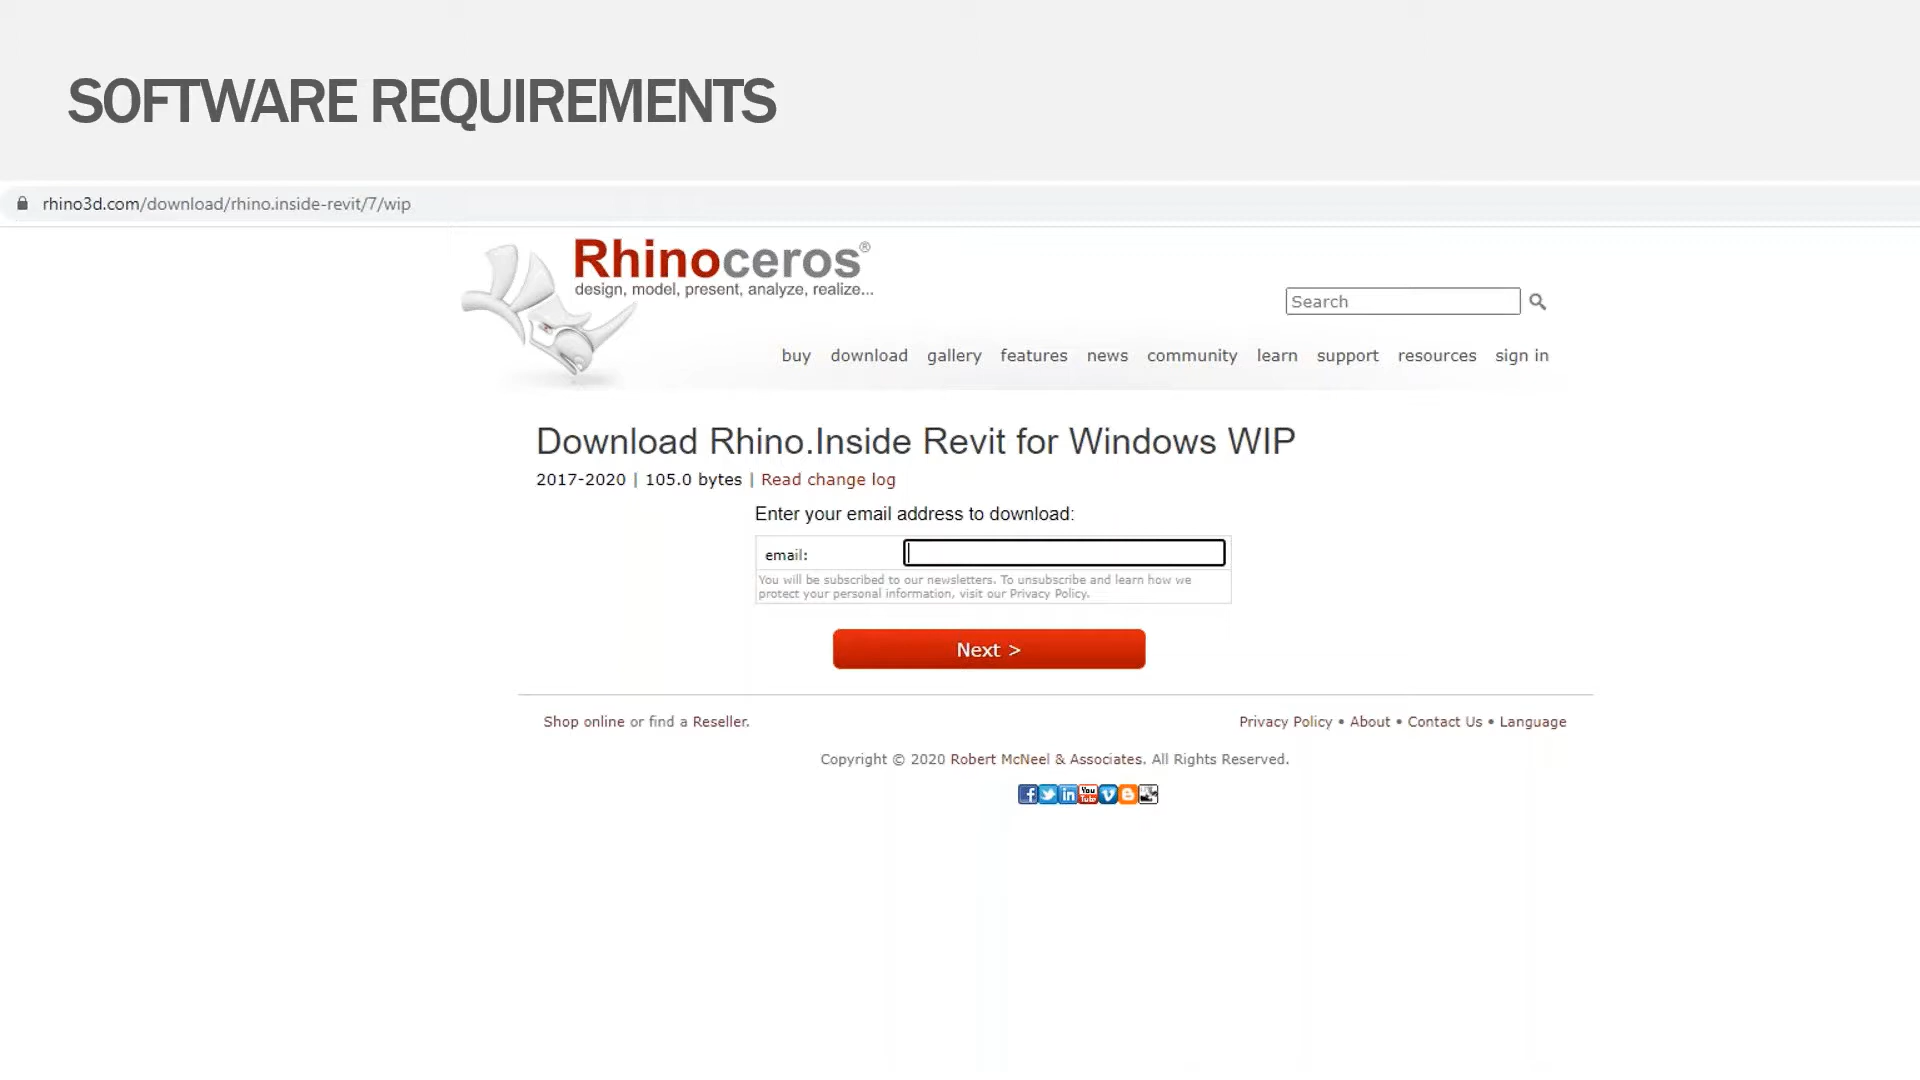 SOFTWARE REQUIREMENTS
rhino3d.com/download/rhino.inside-revit/7/wip
Rhinoceros®
design, model, present, analyze, realize...
Search
buy download gallery features news community learn support resources sign in
Download Rhino.Inside Revit for Windows WIP
2017-2020 | 105.0 bytes | Read change log
Enter your email address to download:
email:
You will be subscribed to our newsletters. To unsubscribe and learn how we
protect your personal information, visit our Privacy Policy.
Next >
Shop online or find a Reseller.
Privacy Policy • About • Contact Us • Language
Copyright © 2020 Robert McNeel & Associates. All Rights Reserved.
You
Tube